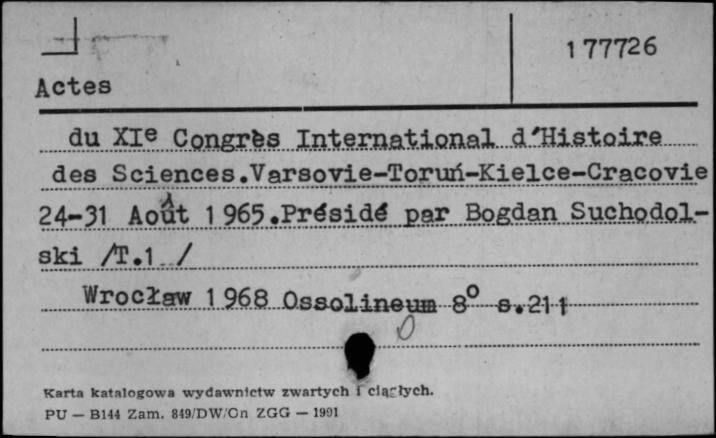 177726
Actes
du XIe Congrès International d'Histoire
des Sciences.Varsovie-Toruń-Kielce-Cracovie
24-31 Août 1965.Présidé par Bogdan Suchodol-
ski /T.1 /
Wrocław 1968 Ossolineum 8° s.211
0
Karta katalogowa wydawnictw zwartych i ciągłych.
PU — B144 Zam. 849/DW/On ZGG — 1991